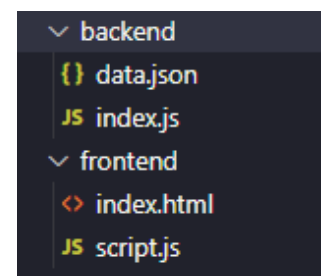 backend
{} data.json
JS index.js
frontend
<> index.html
JS script.js